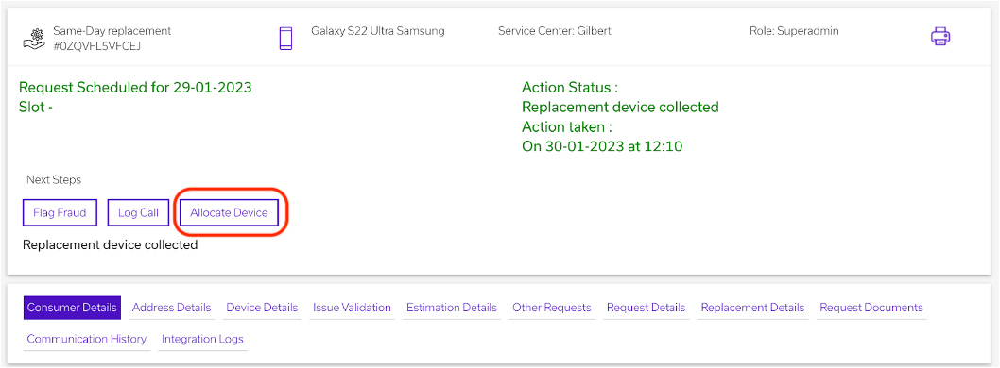 Same-Day replacement
#0ZQVFL5VFCEJ
Galaxy S22 Ultra Samsung
Service Center: Gilbert
Role: Superadmin
Request Scheduled for 29-01-2023
Slot -
Action Status :
Replacement device collected
Action taken :
On 30-01-2023 at 12:10
Next Steps
Flag Fraud
Log Call
Allocate Device
Replacement device collected
Consumer Details
Address Details
Device Details
Issue Validation
Estimation Details
Other Requests
Request Details
Replacement Details
Request Documents
Communication History
Integration Logs